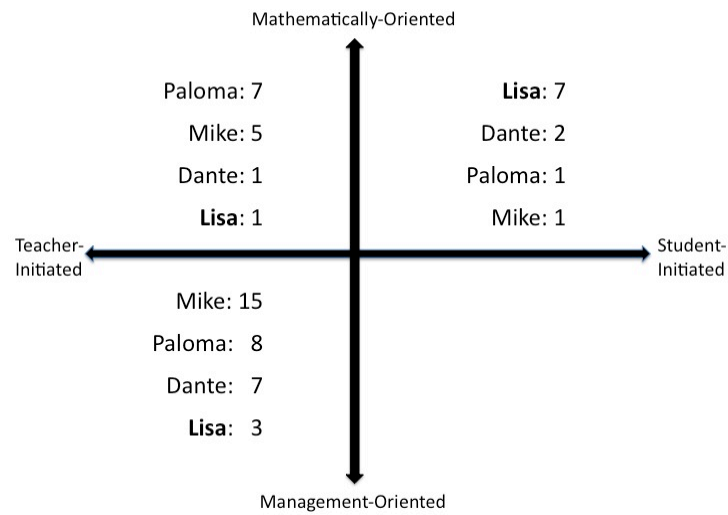 Mathematically-Oriented
Paloma: 7
Mike: 5
Dante: 1
Lisa: 1
Lisa: 7
Dante: 2
Paloma: 1
Mike: 1
Teacher-
Initiated
Student-
Initiated
Mike: 15
Paloma: 8
Dante: 7
Lisa: 3
Management-Oriented